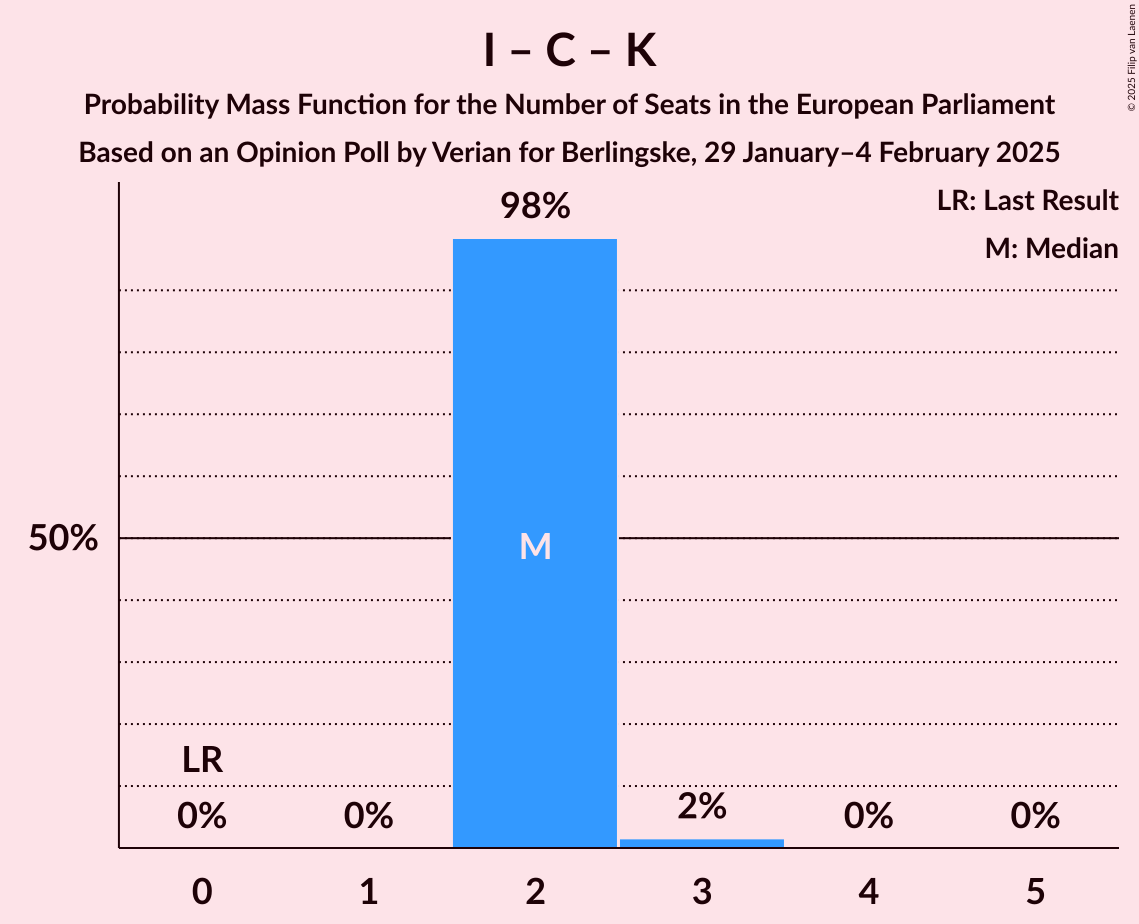 I – C – K
Probability Mass Function for the Number of Seats in the European Parliament
Based on an Opinion Poll by Verian for Berlingske, 29 January–4 February 2025
© 2025 Filip van Laenen
LR: Last Result
M: Median
98%
50%
M
LR
0%
0%
2%
0%
0%
0
1
2
3
4
5